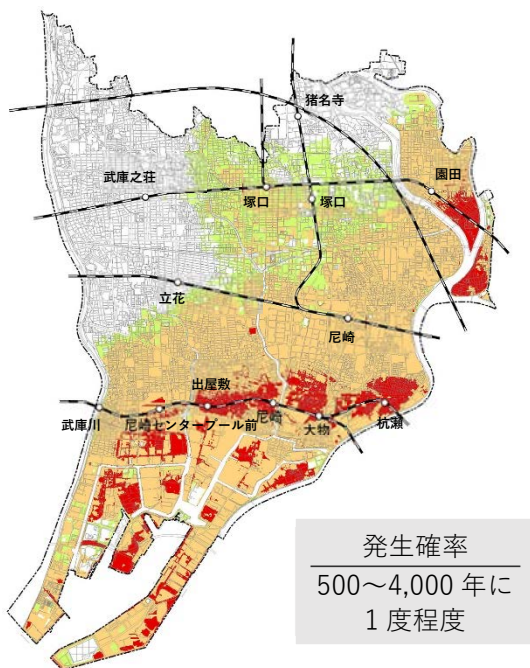 猪名寺
園田
武庫之荘
塚口
塚口
立花
尼崎
出屋敷
武庫川
尼崎センタープール前
尼崎
大物
杭瀬
発生確率
500～4,000 年に
1 度程度